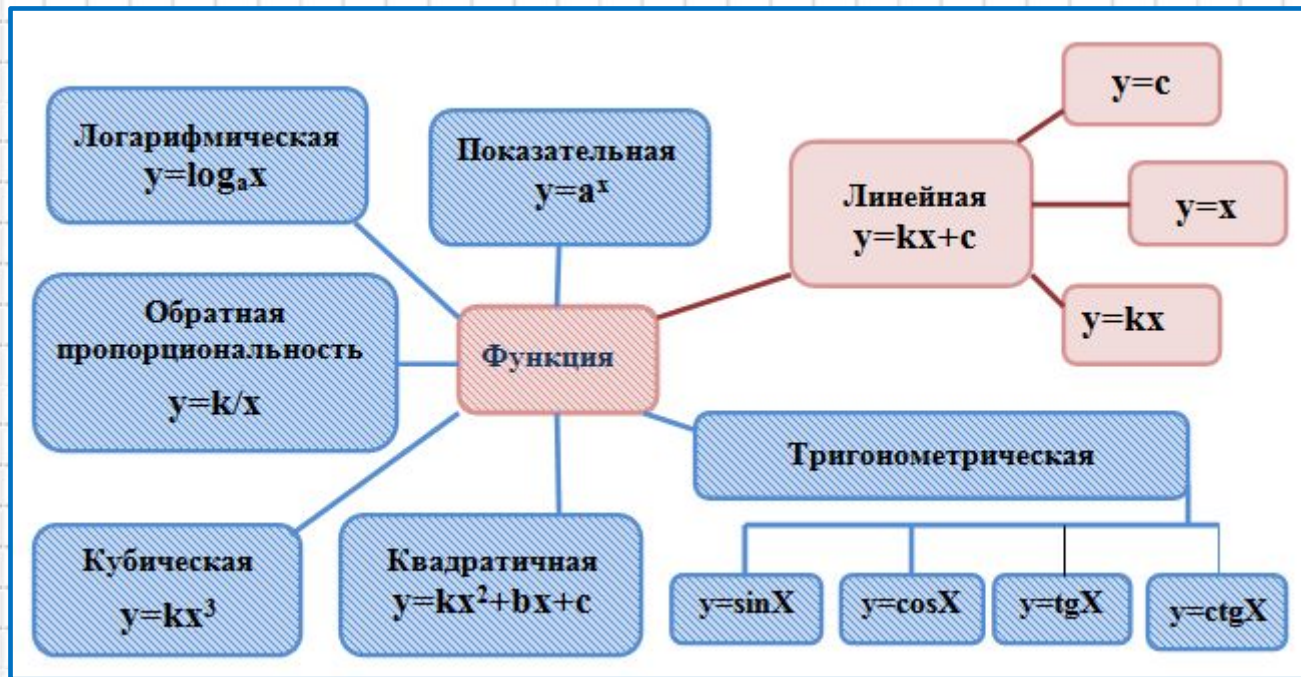 Логарифмическая
y=logₐx
Показательная
y=aˣ
Линейная
y=kx+c
y=c
y=x
y=kx
Обратная
пропорциональность
y=k/x
Функция
Тригонометрическая
y=sinX
y=cosX
y=tgX
y=ctgX
Кубическая
y=kx³
Квадратичная
y=kx²+bx+c